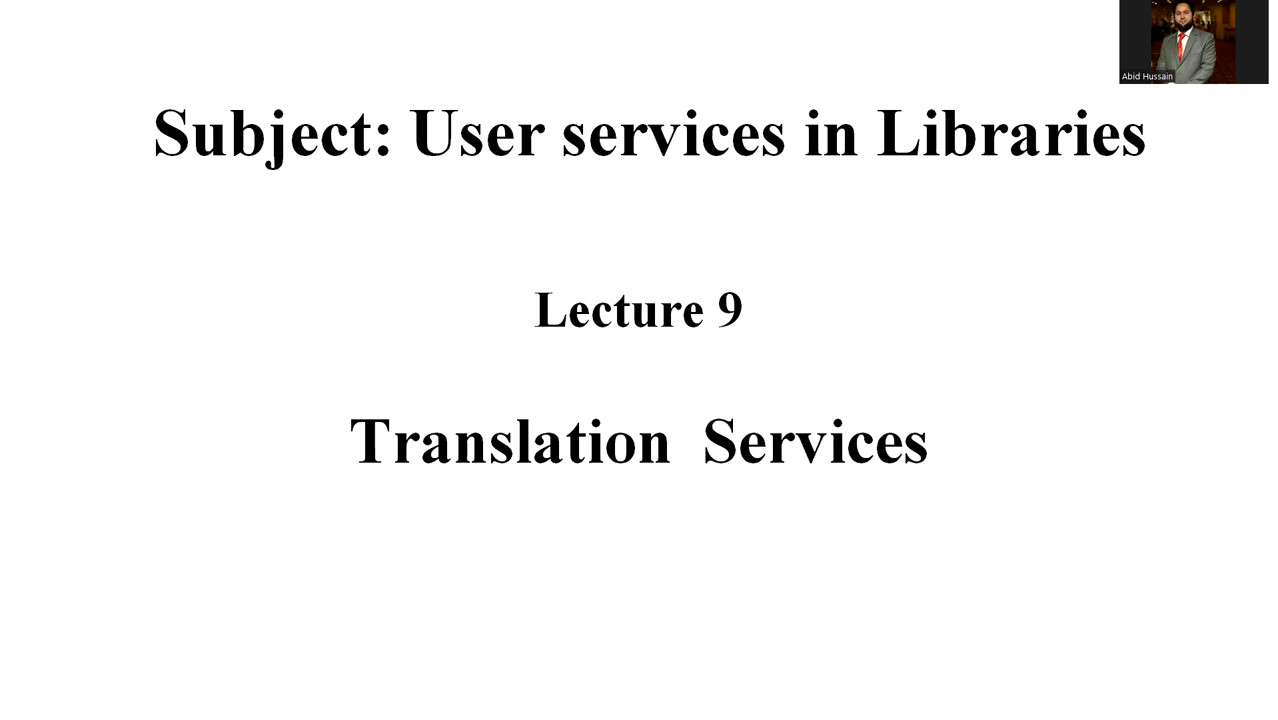 Abid Hussain
Subject: User services in Libraries
Lecture 9
Translation Services